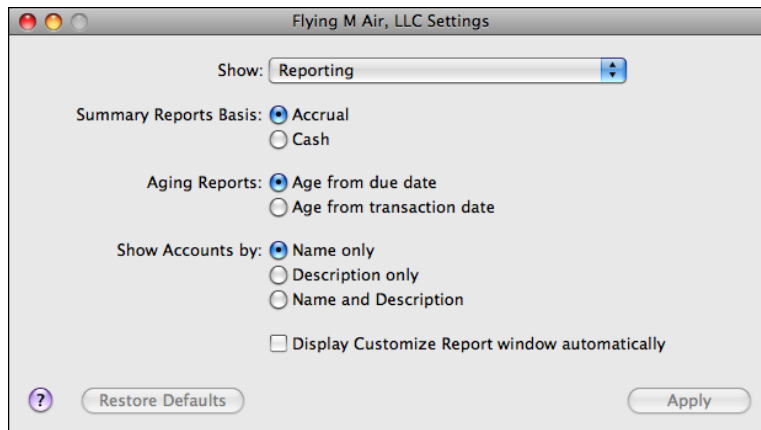 Flying M Air, LLC Settings
Show: Reporting
Summary Reports Basis: Accrual
Cash
Aging Reports: Age from due date
Age from transaction date
Show Accounts by: Name only
Description only
Name and Description
Display Customize Report window automatically
? Restore Defaults Apply